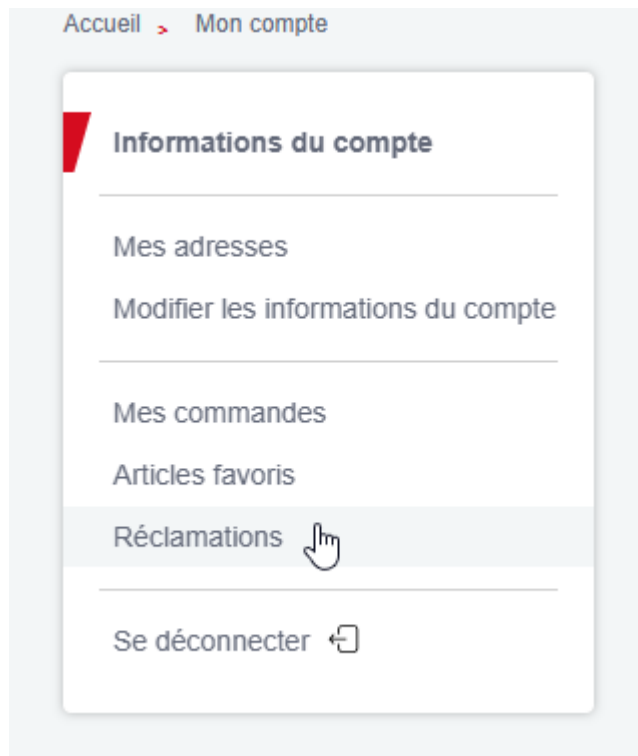 Accueil > Mon compte
Informations du compte
Mes adresses
Modifier les informations du compte
Mes commandes
Articles favoris
Réclamations
Se déconnecter